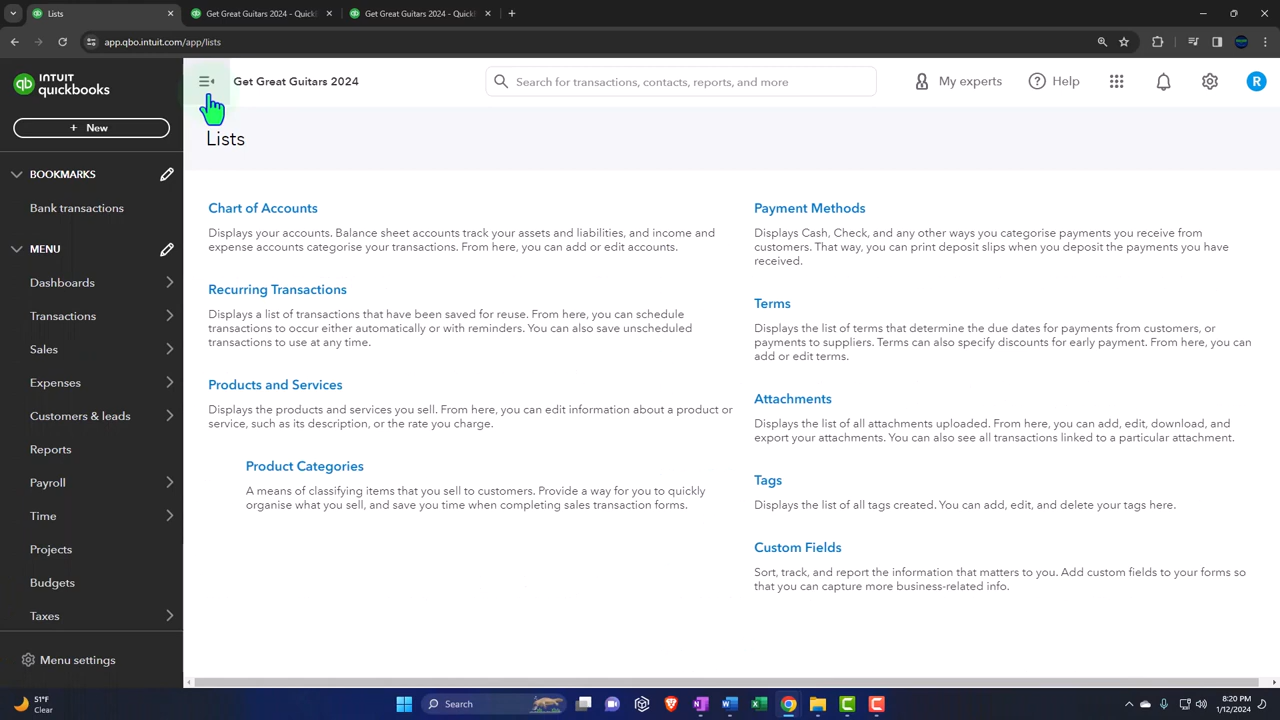 Lists
Get Great Guitars 2024 - Quick
Get Great Guitars 2024 - Quick
app.qbo.intuit.com/app/lists
INTUIT
quickbooks
Get Great Guitars 2024
Search for transactions, contacts, reports, and more
My experts
Help
R
+ New
Lists
BOOKMARKS
Bank transactions
MENU
Dashboards
Transactions
Sales
Expenses
Customers & leads
Reports
Payroll
Time
Projects
Budgets
Taxes
Menu settings
Chart of Accounts
Displays your accounts. Balance sheet accounts track your assets and liabilities, and income and
expense accounts categorise your transactions. From here, you can add or edit accounts.
Recurring Transactions
Displays a list of transactions that have been saved for reuse. From here, you can schedule
transactions to occur either automatically or with reminders. You can also save unscheduled
transactions to use at any time.
Products and Services
Displays the products and services you sell. From here, you can edit information about a product or
service, such as its description, or the rate you charge.
Product Categories
A means of classifying items that you sell to customers. Provide a way for you to quickly
organise what you sell, and save you time when completing sales transaction forms.
Payment Methods
Displays Cash, Check, and any other ways you categorise payments you receive from
customers. That way, you can print deposit slips when you deposit the payments you have
received.
Terms
Displays the list of terms that determine the due dates for payments from customers, or
payments to suppliers. Terms can also specify discounts for early payment. From here, you can
add or edit terms.
Attachments
Displays the list of all attachments uploaded. From here, you can add, edit, download, and
export your attachments. You can also see all transactions linked to a particular attachment.
Tags
Displays the list of all tags created. You can add, edit, and delete your tags here.
Custom Fields
Sort, track, and report the information that matters to you. Add custom fields to your forms so
that you can capture more business-related info.
51°F
Clear
Search
8:20 PM
1/12/2024